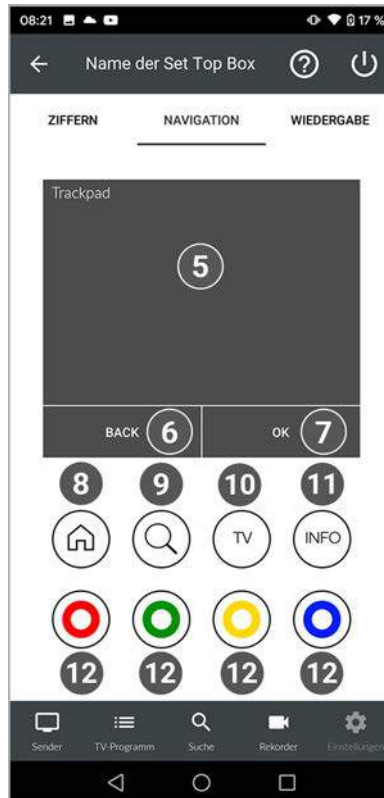 08:21 17 %
Name der Set Top Box ?
ZIFFERN NAVIGATION WIEDERGABE
Trackpad
5
BACK 6 OK 7
8 9 10 11
TV INFO
12 12 12 12
Sender TV-Programm Suche Rekorder Einstellungen